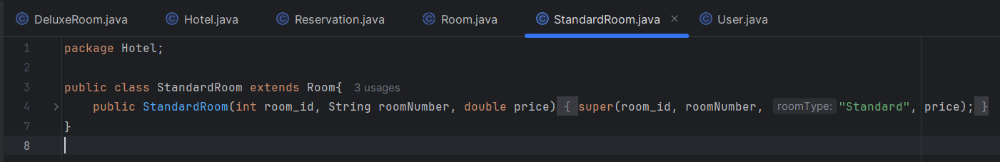 DeluxeRoom.java Hotel.java Reservation.java Room.java StandardRoom.java × User.java
1 package Hotel;
2
3 public class StandardRoom extends Room{ 3 usages
4 public StandardRoom(int room_id, String roomNumber, double price) { super(room_id, roomNumber, roomType: "Standard", price); }
7 }
8